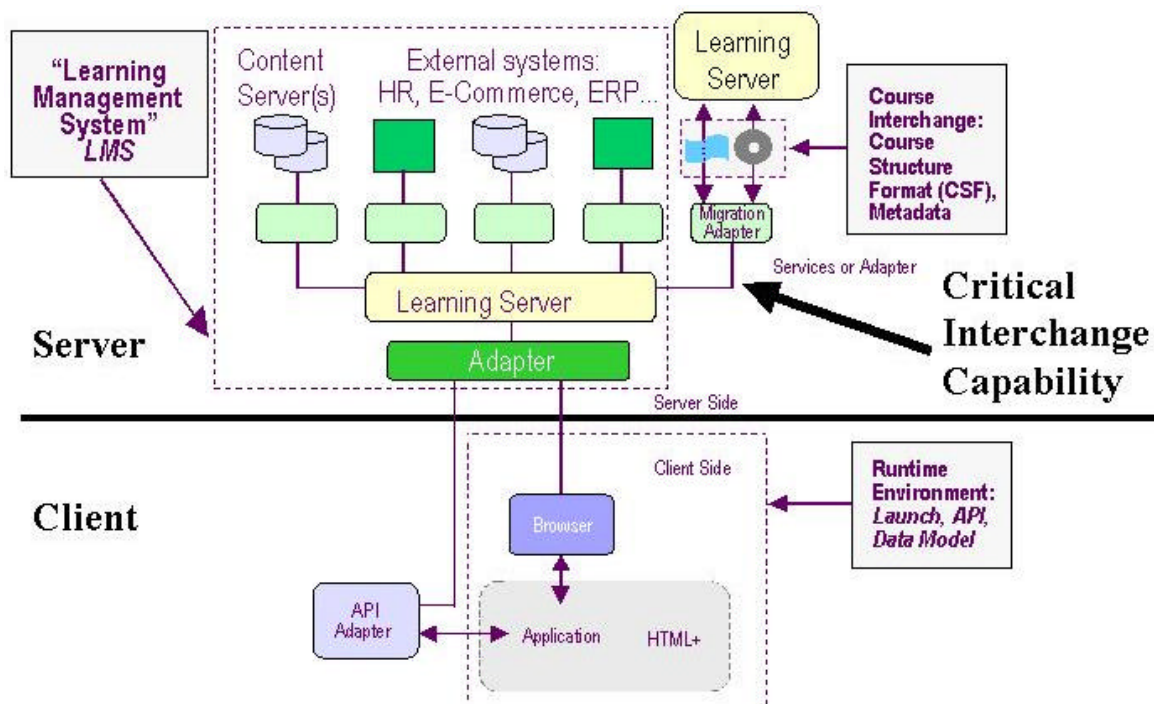 “Learning
Management
System”
LMS
Content
Server(s)
External systems:
HR, E-Commerce, ERP...
Learning
Server
Course
Interchange:
Course
Structure
Format (CSF),
Metadata
Migration
Adapter
Services or Adapter
Learning Server
Adapter
Critical
Interchange
Capability
Server
Server Side
Client Side
Client
Runtime
Environment:
Launch, API,
Data Model
Browser
API
Adapter
Application
HTML+